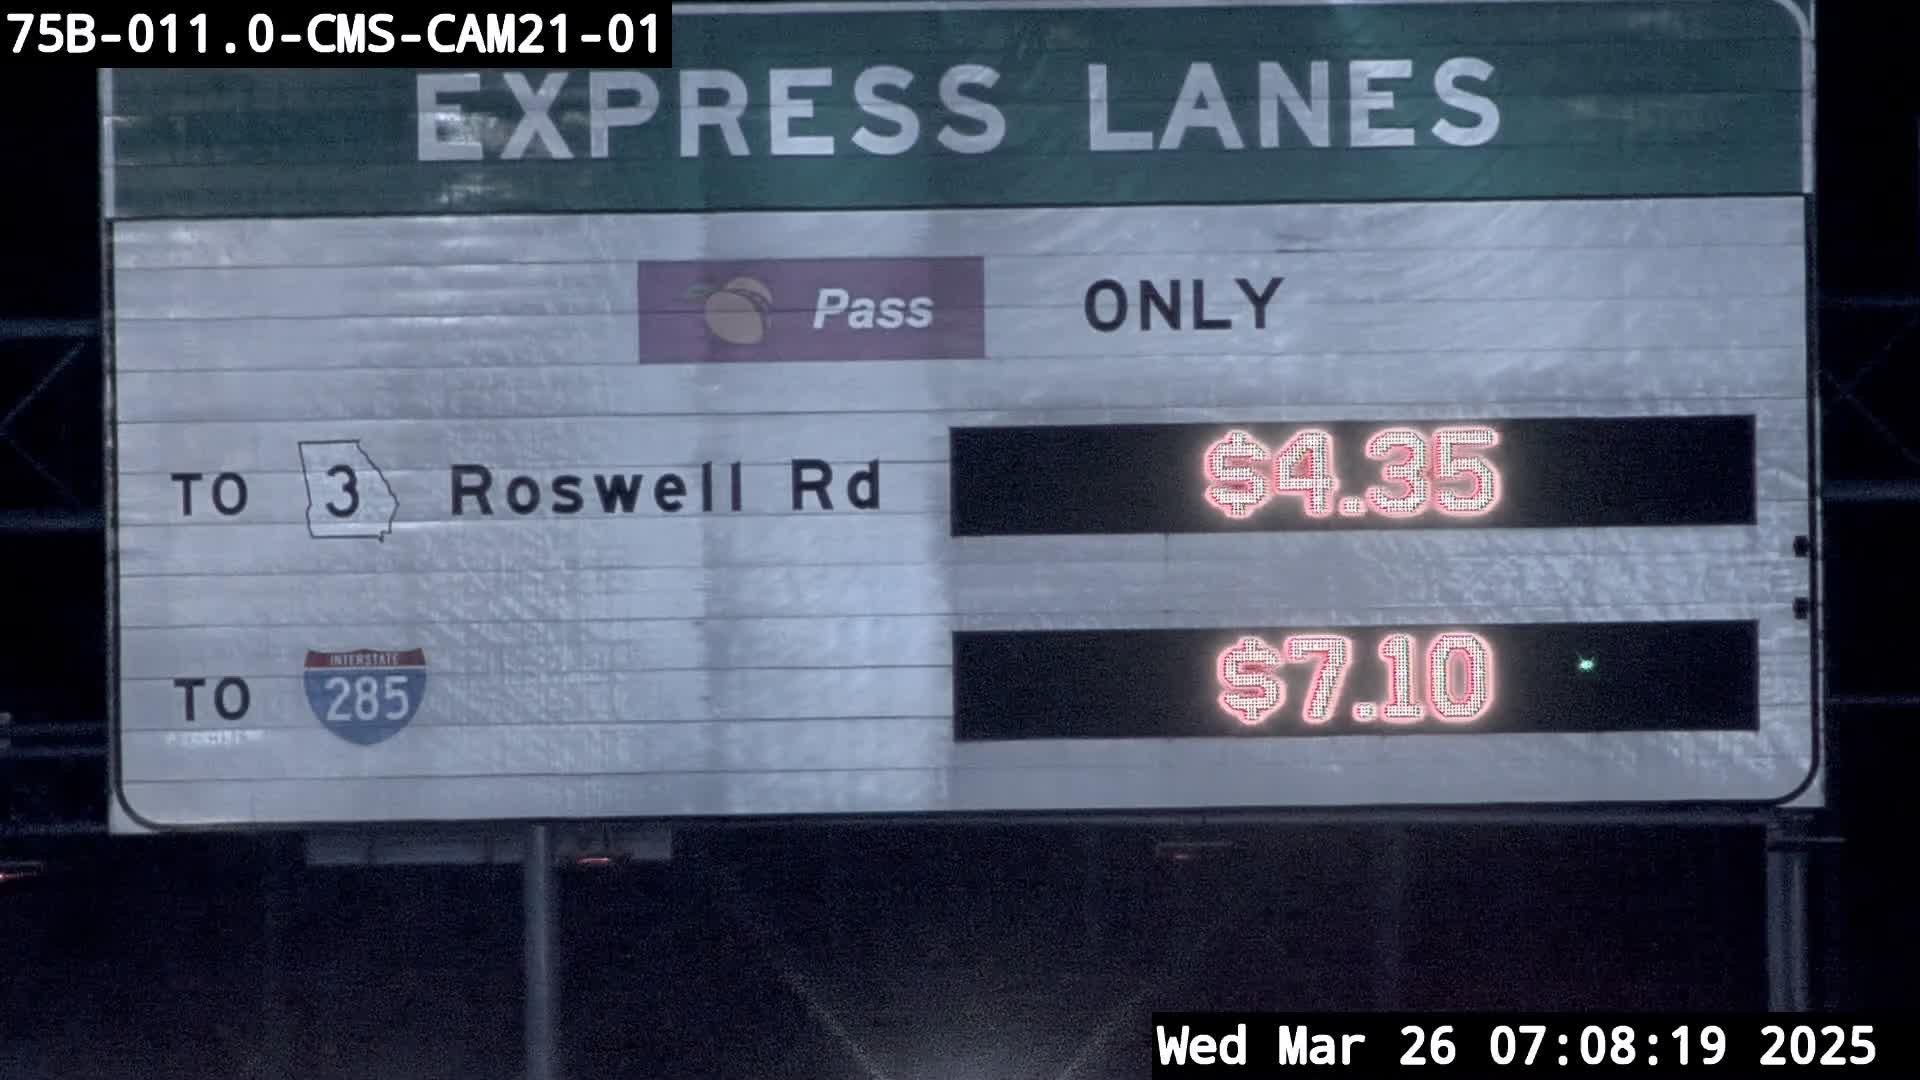 75B-011.0-CMS-CAM21-01
EXPRESS LANES
Pass ONLY
TO 3 Roswell Rd $4.35
INTERSTATE
TO 285 $7.10
Wed Mar 26 07:08:19 2025